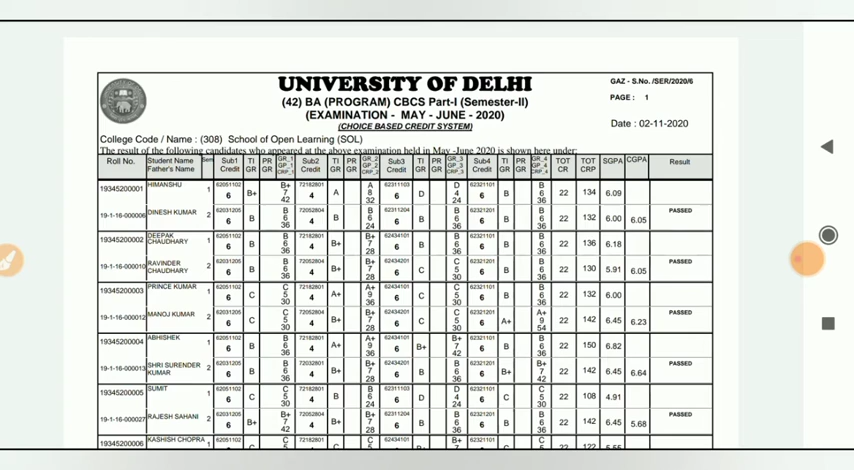 UNIVERSITY OF DELHI
(42) BA (PROGRAM) CBCS Part-I (Semester-II)
(EXAMINATION - MAY - JUNE - 2020)
(CHOICE BASED CREDIT SYSTEM)
GAZ - S.No. /SER/2020/6
PAGE : 1
Date : 02-11-2020
College Code / Name : (308) School of Open Learning (SOL)
The result of the following candidates who appeared at the above examination held in May -June 2020 is shown here under:
Roll No. Student Name Father's Name Sem Sub1 Credit TI GR PR GR GR_1 GP_1 CRP_1 Sub2 Credit TI GR PR GR GR_2 GP_2 CRP_2 Sub3 Credit TI GR PR GR GR_3 GP_3 CRP_3 Sub4 Credit TI GR PR GR GR_4 GP_4 CRP_4 TOT CR TOT CRP SGPA CGPA Result
19345200001 HIMANSHU 1 62051102 6 B+ B+ 7 42 72182801 4 A A 8 32 62311103 6 D D 4 24 62321101 6 B B 6 36 22 134 6.09
19-1-16-000006 DINESH KUMAR 2 62031205 6 B B 6 36 72052804 4 B B 6 24 62311204 6 B B 6 36 62321201 6 B B 6 36 22 132 6.00 6.05 PASSED
19345200002 DEEPAK CHAUDHARY 1 62051102 6 B B 6 36 72182801 4 B+ B+ 7 28 62434101 6 B B 6 36 62321101 6 B B 6 36 22 136 6.18
19-1-16-000010 RAVINDER CHAUDHARY 2 62031205 6 B B 6 36 72052804 4 B+ B+ 7 28 62434201 6 C C 5 30 62321201 6 B B 6 36 22 130 5.91 6.05 PASSED
19345200003 PRINCE KUMAR 1 62051102 6 C C 5 30 72182801 4 A+ A+ 9 36 62434101 6 C C 5 30 62321101 6 B B 6 36 22 132 6.00
19-1-16-000012 MANOJ KUMAR 2 62031205 6 C C 5 30 72052804 4 B+ B+ 7 28 62434201 6 C C 5 30 62321201 6 A+ A+ 9 54 22 142 6.45 6.23 PASSED
19345200004 ABHISHEK 1 62051102 6 B B 6 36 72182801 4 A+ A+ 9 36 62434101 6 B+ B+ 7 42 62321101 6 B B 6 36 22 150 6.82
19-1-16-000013 SHRI SURENDER KUMAR 2 62031205 6 B B 6 36 72032801 4 B+ B+ 7 28 62434201 6 B B 6 36 62321201 6 B+ B+ 7 42 22 142 6.45 6.64 PASSED
19345200005 SUMIT 1 62051102 6 C C 5 30 72182801 4 B B 6 24 62311103 6 D D 4 24 62321101 6 C C 5 30 22 108 4.91
19-1-16-000027 RAJESH SAHANI 2 62031205 6 B+ B+ 7 42 72052804 4 B+ B+ 7 28 62311204 6 B B 6 36 62321201 6 B B 6 36 22 142 6.45 5.68 PASSED
19345200006 KASHISH CHOPRA 1 62051102 C 5 72182801 C 5 62434101 B+ 7 62321101 C 5 22 122